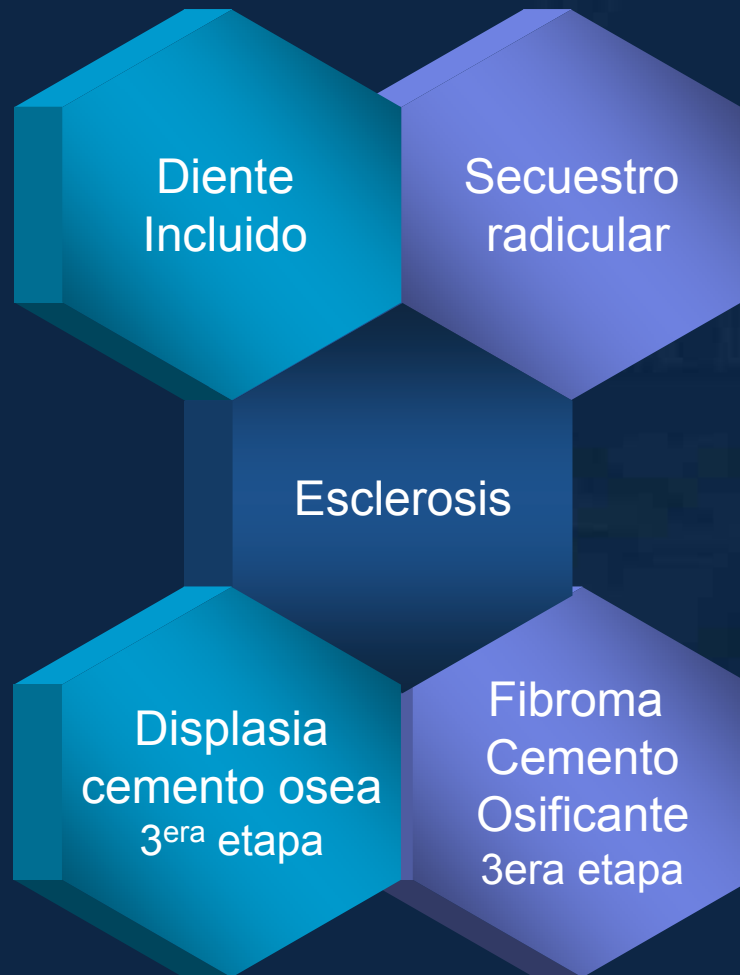 Diente
Incluido
Secuestro
radicular
Esclerosis
Displasia
cemento osea
3era etapa
Fibroma
Cemento
Osificante
3era etapa